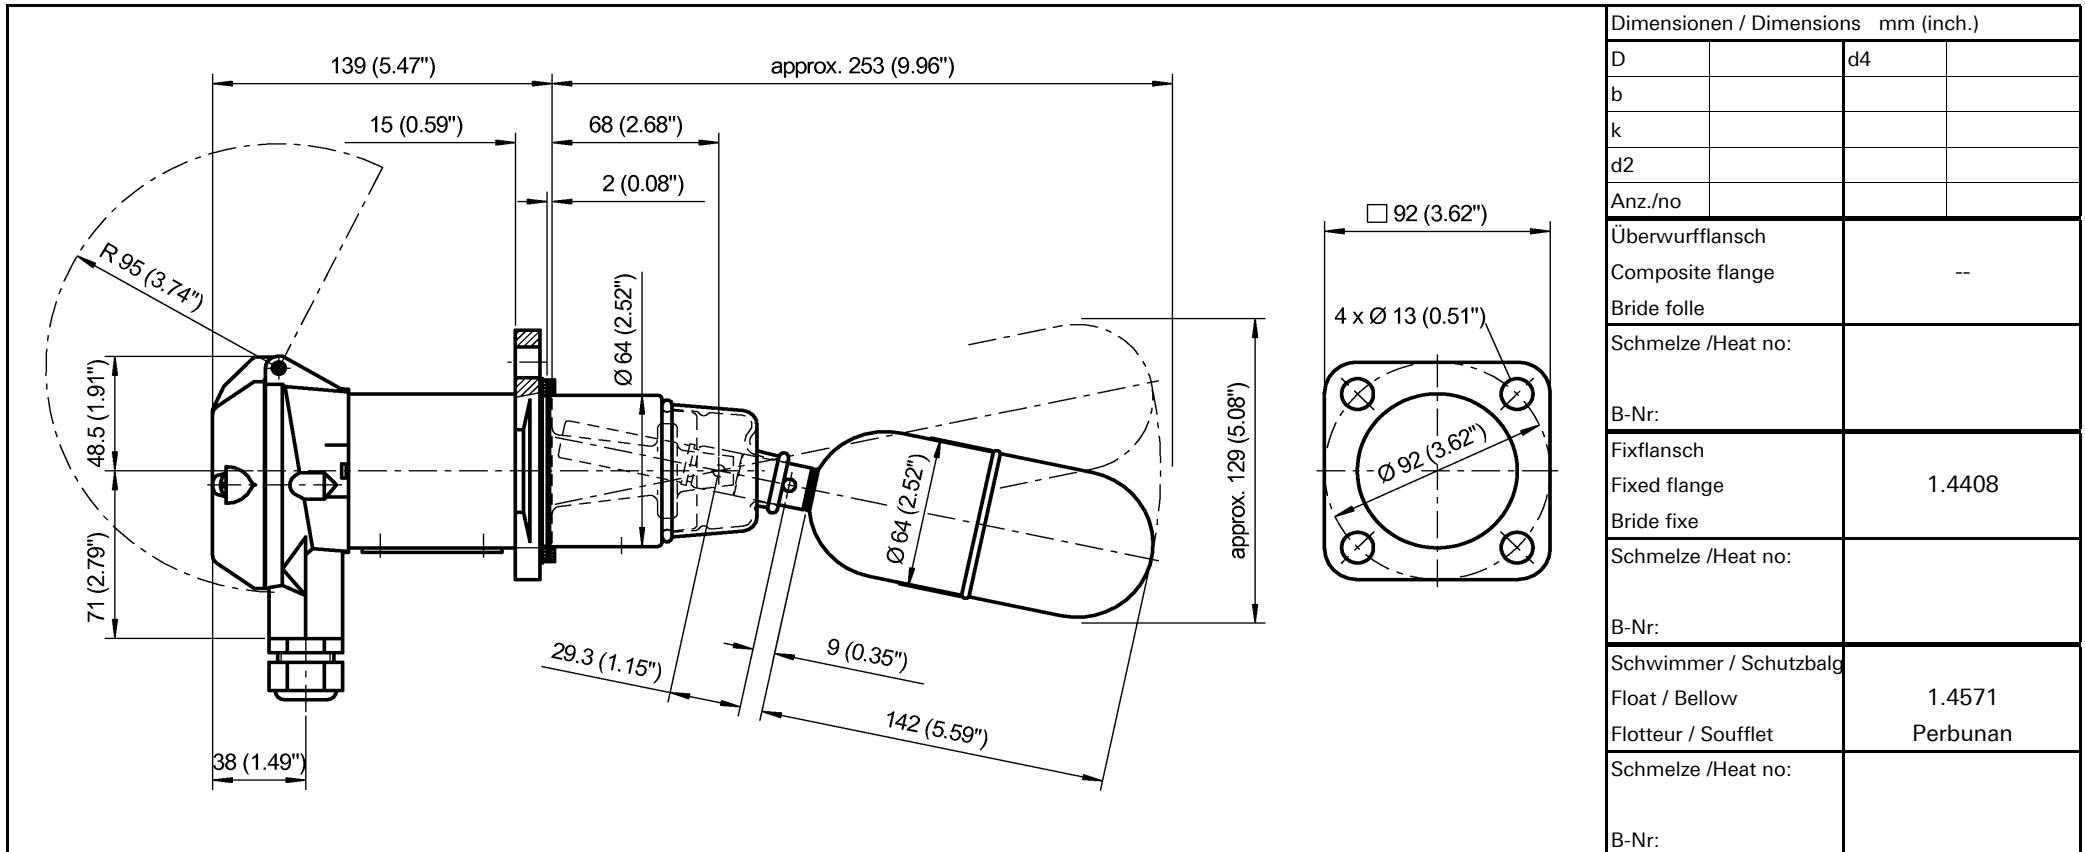 139 (5.47")
approx. 253 (9.96")
15 (0.59")
68 (2.68")
2 (0.08")
R 95 (3.74")
Ø 64 (2.52")
48.5 (1.91")
71 (2.79")
38 (1.49")
Ø 64 (2.52")
approx. 129 (5.08")
29.3 (1.15")
9 (0.35")
142 (5.59")
□ 92 (3.62")
4 x Ø 13 (0.51")
Ø 92 (3.62")
Dimensionen / Dimensions mm (inch.)
D d4
b
k
d2
Anz./no
Überwurfflansch
Composite flange --
Bride folle
Schmelze /Heat no:
B-Nr:
Fixflansch
Fixed flange 1.4408
Bride fixe
Schmelze /Heat no:
B-Nr:
Schwimmer / Schutzbalg
Float / Bellow 1.4571
Flotteur / Soufflet Perbunan
Schmelze /Heat no:
B-Nr: